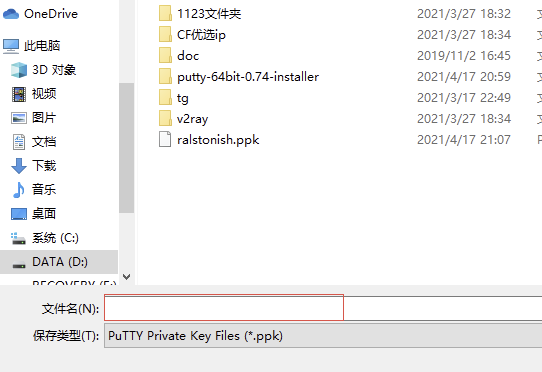 OneDrive
此电脑
3D 对象
视频
图片
文档
下载
音乐
桌面
系统 (C:)
DATA (D:)
1123文件夹 2021/3/27 18:32
CF优选ip 2021/3/27 18:34
doc 2019/11/2 16:45
putty-64bit-0.74-installer 2021/4/17 20:59
tg 2021/3/17 22:49
v2ray 2021/3/27 18:34
ralstonish.ppk 2021/4/17 21:07
文件名(N):
保存类型(T): PuTTY Private Key Files (*.ppk)